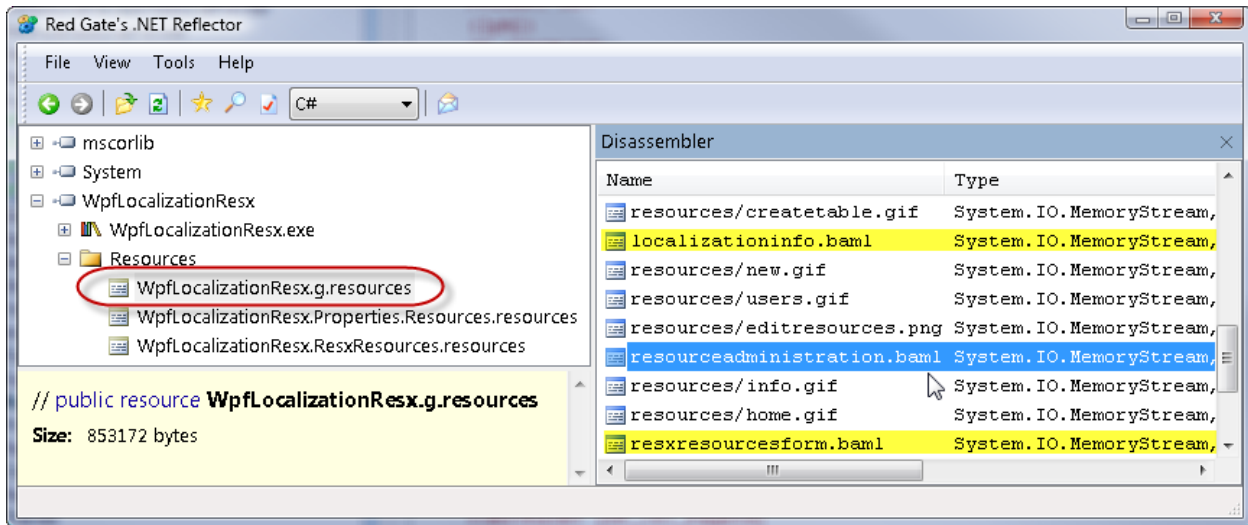 Red Gate's .NET Reflector
File View Tools Help
C#
mscorlib
System
WpfLocalizationResx
WpfLocalizationResx.exe
Resources
WpfLocalizationResx.g.resources
WpfLocalizationResx.Properties.Resources.resources
WpfLocalizationResx.ResxResources.resources
// public resource WpfLocalizationResx.g.resources
Size: 853172 bytes
Disassembler
Name Type
resources/createtable.gif System.IO.MemoryStream,
localizationinfo.baml System.IO.MemoryStream,
resources/new.gif System.IO.MemoryStream,
resources/users.gif System.IO.MemoryStream,
resources/editresources.png System.IO.MemoryStream,
resourceadministration.baml System.IO.MemoryStream,
resources/info.gif System.IO.MemoryStream,
resources/home.gif System.IO.MemoryStream,
resxresourcesform.baml System.IO.MemoryStream,